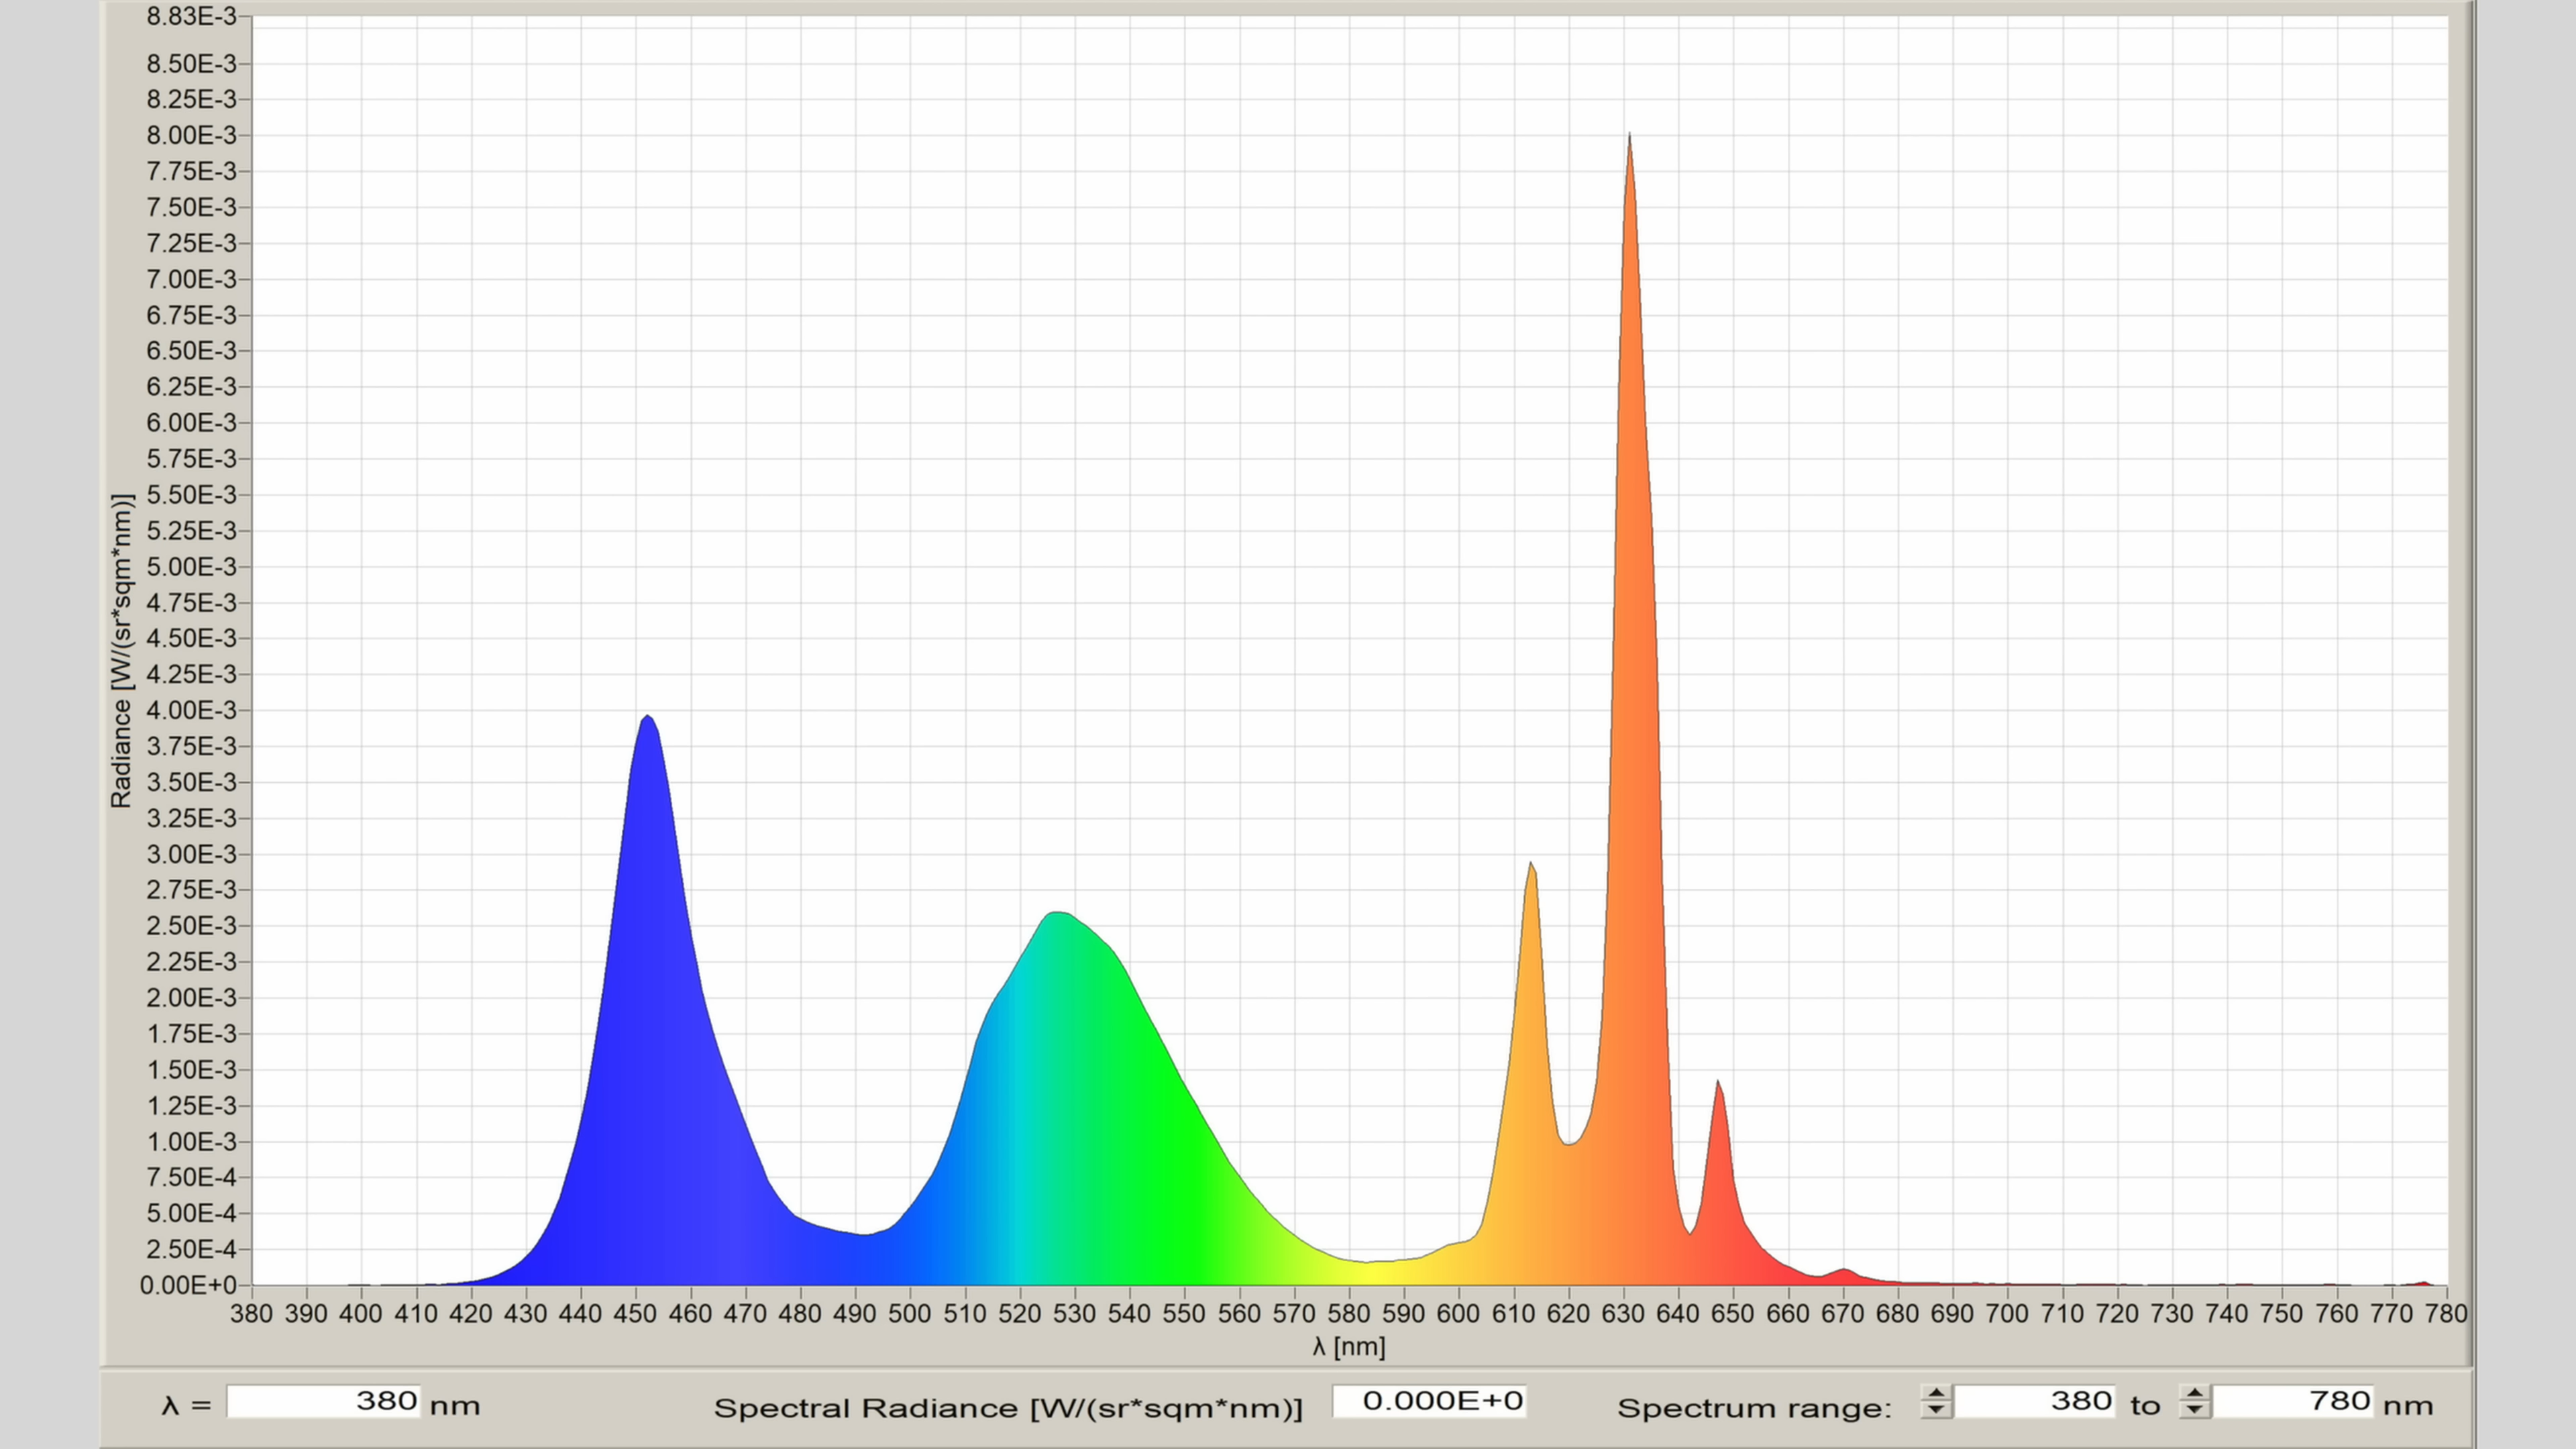 8.83E-3
8.50E-3
8.25E-3
8.00E-3
7.75E-3
7.50E-3
7.25E-3
7.00E-3
6.75E-3
6.50E-3
6.25E-3
6.00E-3
5.75E-3
5.50E-3
5.25E-3
5.00E-3
4.75E-3
4.50E-3
4.25E-3
4.00E-3
3.75E-3
3.50E-3
3.25E-3
3.00E-3
2.75E-3
2.50E-3
2.25E-3
2.00E-3
1.75E-3
1.50E-3
1.25E-3
1.00E-3
7.50E-4
5.00E-4
2.50E-4
0.00E+0
Radiance [W/(sr*sqm*nm)]
380 390 400 410 420 430 440 450 460 470 480 490 500 510 520 530 540 550 560 570 580 590 600 610 620 630 640 650 660 670 680 690 700 710 720 730 740 750 760 770 780
λ [nm]
λ = 380 nm Spectral Radiance [W/(sr*sqm*nm)] 0.000E+0 Spectrum range: 380 to 780 nm